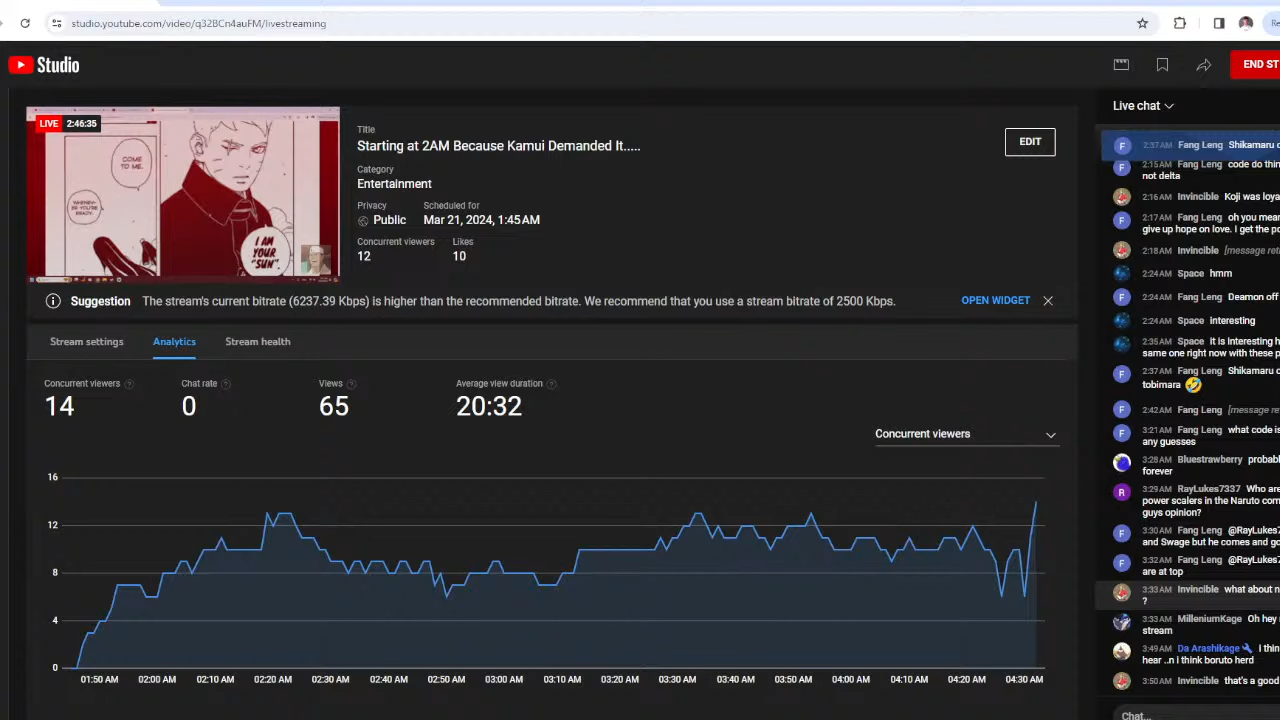 studio.youtube.com/video/q32BCn4auFM/livestreaming
Studio
END ST
LIVE 2:46:35
COME TO ME.
WHENEV-
ER YOU'RE
READY.
I AM
YOUR
"SUN".
Title
Starting at 2AM Because Kamui Demanded It.....
EDIT
Category
Entertainment
Privacy
Public
Scheduled for
Mar 21, 2024, 1:45 AM
Concurrent viewers
12
Likes
10
Suggestion The stream's current bitrate (6237.39 Kbps) is higher than the recommended bitrate. We recommend that you use a stream bitrate of 2500 Kbps.
OPEN WIDGET
Stream settings
Analytics
Stream health
Concurrent viewers
14
Chat rate
0
Views
65
Average view duration
20:32
Concurrent viewers
16
12
8
4
0
01:50 AM 02:00 AM 02:10 AM 02:20 AM 02:30 AM 02:40 AM 02:50 AM 03:00 AM 03:10 AM 03:20 AM 03:30 AM 03:40 AM 03:50 AM 04:00 AM 04:10 AM 04:20 AM 04:30 AM
Live chat
F 2:37 AM Fang Leng Shikamaru c
F 2:15 AM Fang Leng code do thin
not delta
2:16 AM Invincible Koji was loya
F 2:17 AM Fang Leng oh you mea
give up hope on love. I get the po
2:18 AM Invincible [message ret
2:24 AM Space hmm
F 2:24 AM Fang Leng Deamon off
2:24 AM Space interesting
2:35 AM Space It is interesting h
same one right now with these p
F 2:37 AM Fang Leng Shikamaru c
tobimara 🤣
F 2:42 AM Fang Leng [message ret
F 3:21 AM Fang Leng what code is
any guesses
3:28 AM Bluestrawberry probab
forever
R 3:29 AM RayLukes7337 Who are
power scalers in the Naruto com
guys opinion?
F 3:30 AM Fang Leng @RayLukes7
and Swage but he comes and go
F 3:32 AM Fang Leng @RayLukes7
are at top
3:33 AM Invincible what about n
?
3:33 AM MilleniumKage Oh hey
stream
3:49 AM Da Arashikage i thin
hear ..n i think boruto herd
3:50 AM Invincible that's a good
Chat...